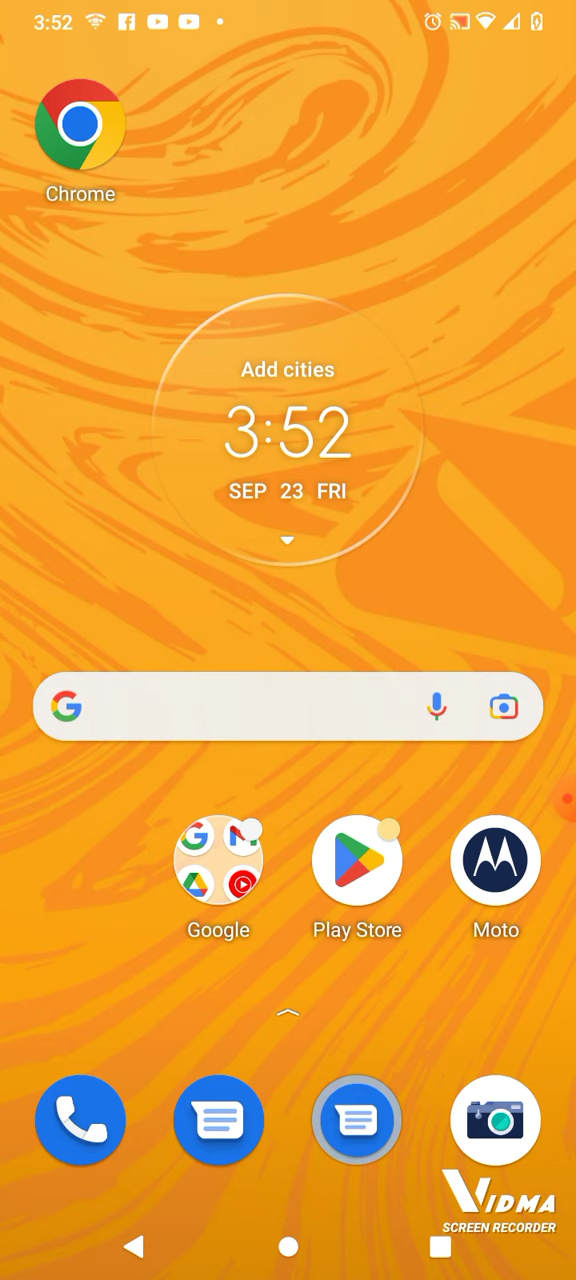 3:52
Chrome
Add cities
3:52
SEP 23 FRI
Google
Play Store
Moto
VIDMA
SCREEN RECORDER